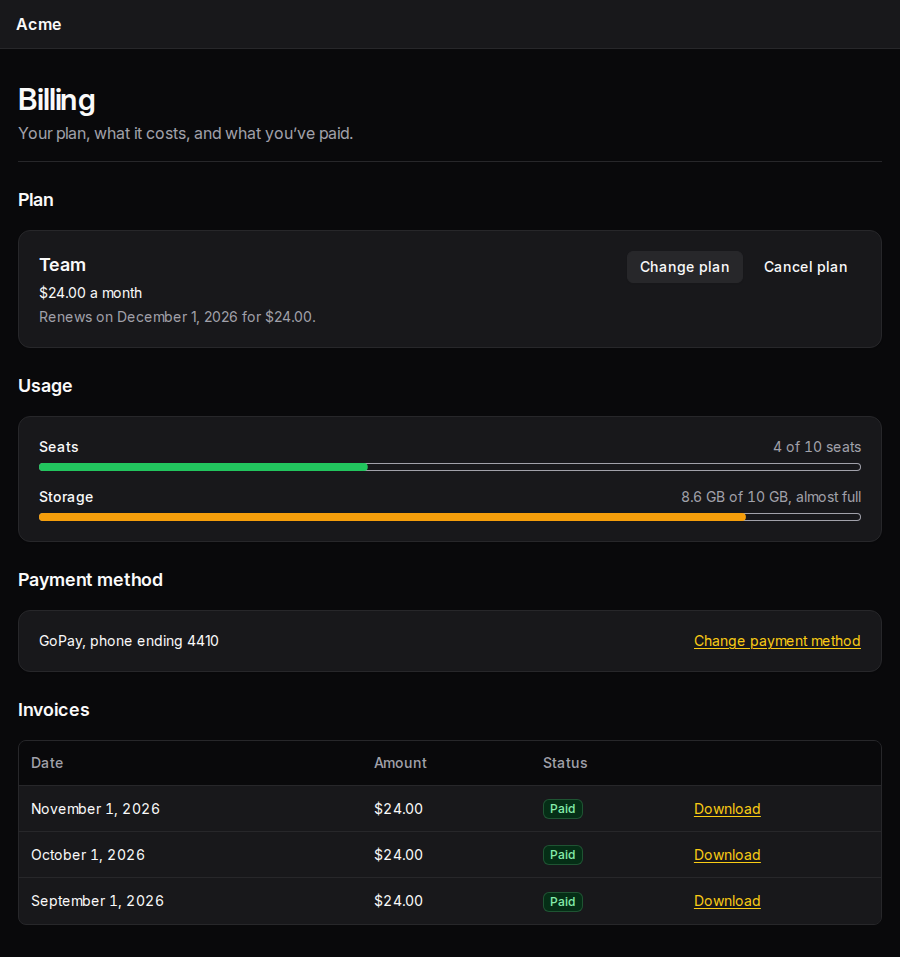 Acme
Billing
Your plan, what it costs, and what you've paid.
Plan
Team
Change plan
Cancel plan
$24.00 a month
Renews on December 1, 2026 for $24.00.
Usage
Seats
4 of 10 seats
Storage
8.6 GB of 10 GB, almost full
Payment method
GoPay, phone ending 4410
Change payment method
Invoices
Date Amount Status
November 1, 2026 $24.00 Paid Download
October 1, 2026 $24.00 Paid Download
September 1, 2026 $24.00 Paid Download